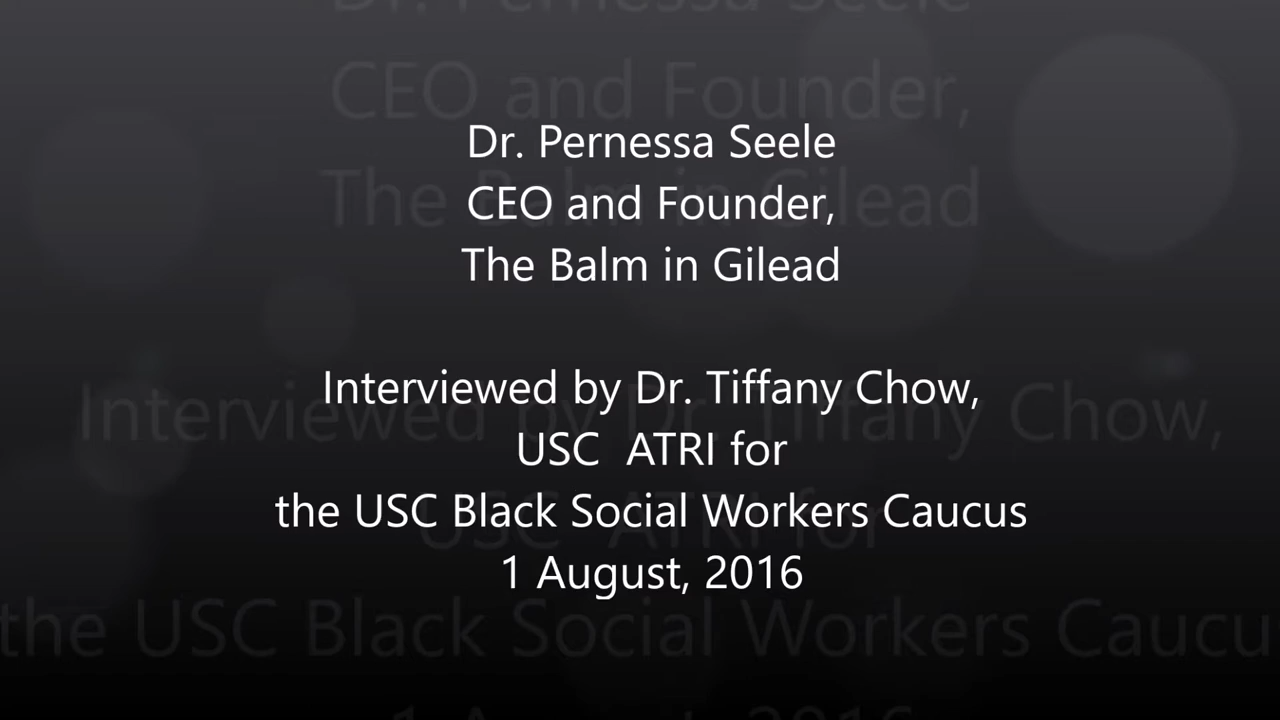 Dr. Pernessa Seele
CEO and Founder,
The Balm in Gilead
Interviewed by Dr. Tiffany Chow,
USC  ATRI for
the USC Black Social Workers Caucus
1 August, 2016